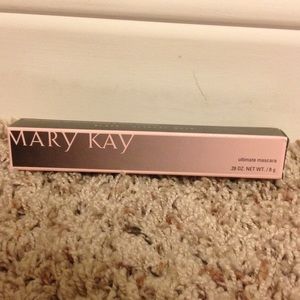 MARY KAY
ultimate mascara
.28 OZ. NET WT. / 8 g